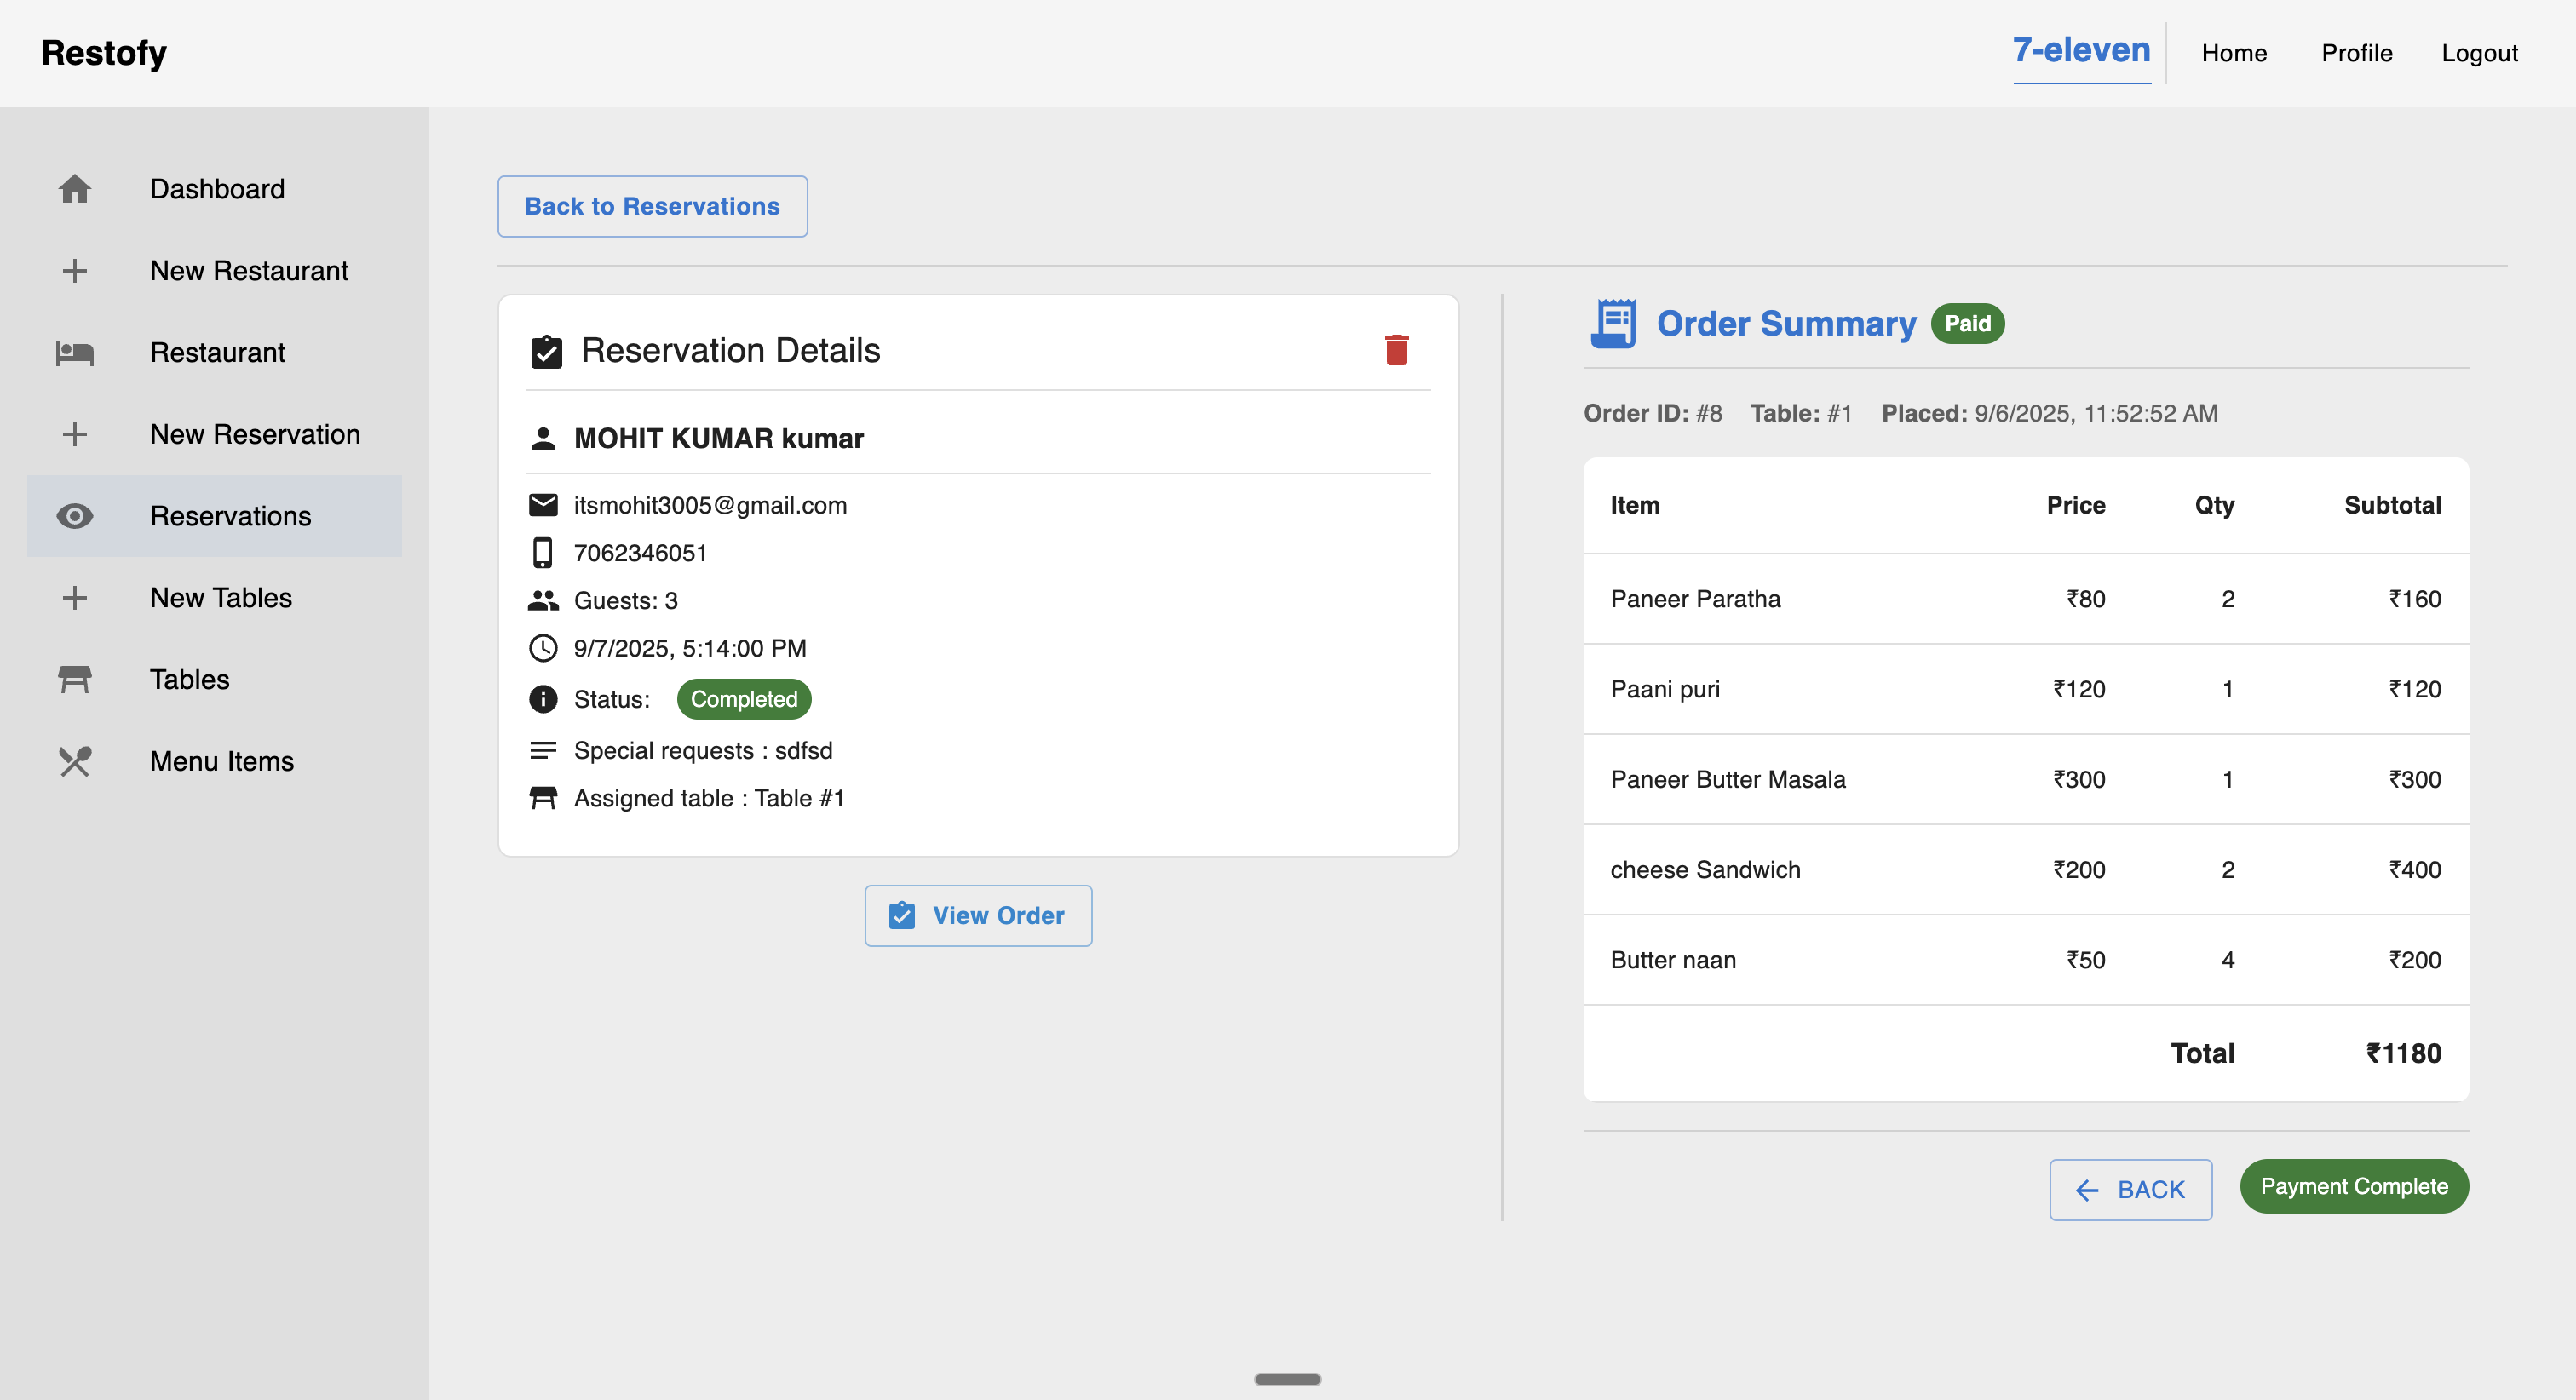 Restofy
7-eleven
Home
Profile
Logout
Dashboard
New Restaurant
Restaurant
New Reservation
Reservations
New Tables
Tables
Menu Items
Back to Reservations
Reservation Details
MOHIT KUMAR kumar
itsmohit3005@gmail.com
7062346051
Guests: 3
9/7/2025, 5:14:00 PM
Status: Completed
Special requests : sdfsd
Assigned table : Table #1
View Order
Order Summary Paid
Order ID: #8 Table: #1 Placed: 9/6/2025, 11:52:52 AM
Item Price Qty Subtotal
Paneer Paratha ₹80 2 ₹160
Paani puri ₹120 1 ₹120
Paneer Butter Masala ₹300 1 ₹300
cheese Sandwich ₹200 2 ₹400
Butter naan ₹50 4 ₹200
Total ₹1180
BACK
Payment Complete